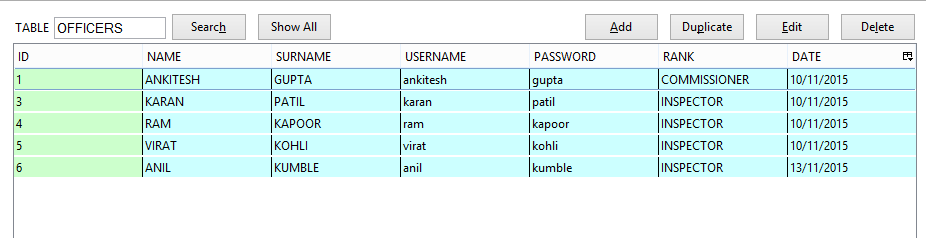 TABLE OFFICERS Search Show All Add Duplicate Edit Delete
ID NAME SURNAME USERNAME PASSWORD RANK DATE
1 ANKITESH GUPTA ankitesh gupta COMMISSIONER 10/11/2015
3 KARAN PATIL karan patil INSPECTOR 10/11/2015
4 RAM KAPOOR ram kapoor INSPECTOR 10/11/2015
5 VIRAT KOHLI virat kohli INSPECTOR 10/11/2015
6 ANIL KUMBLE anil kumble INSPECTOR 13/11/2015